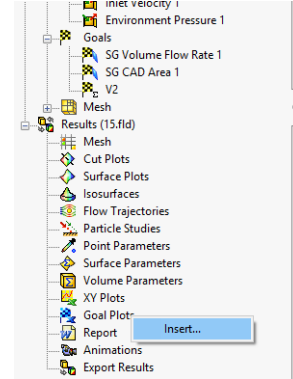 Inlet Velocity 1
Environment Pressure 1
Goals
SG Volume Flow Rate 1
SG CAD Area 1
V2
Mesh
Results (15.fld)
Mesh
Cut Plots
Surface Plots
Isosurfaces
Flow Trajectories
Particle Studies
Point Parameters
Surface Parameters
Volume Parameters
XY Plots
Goal Plots
Insert...
Report
Animations
Export Results